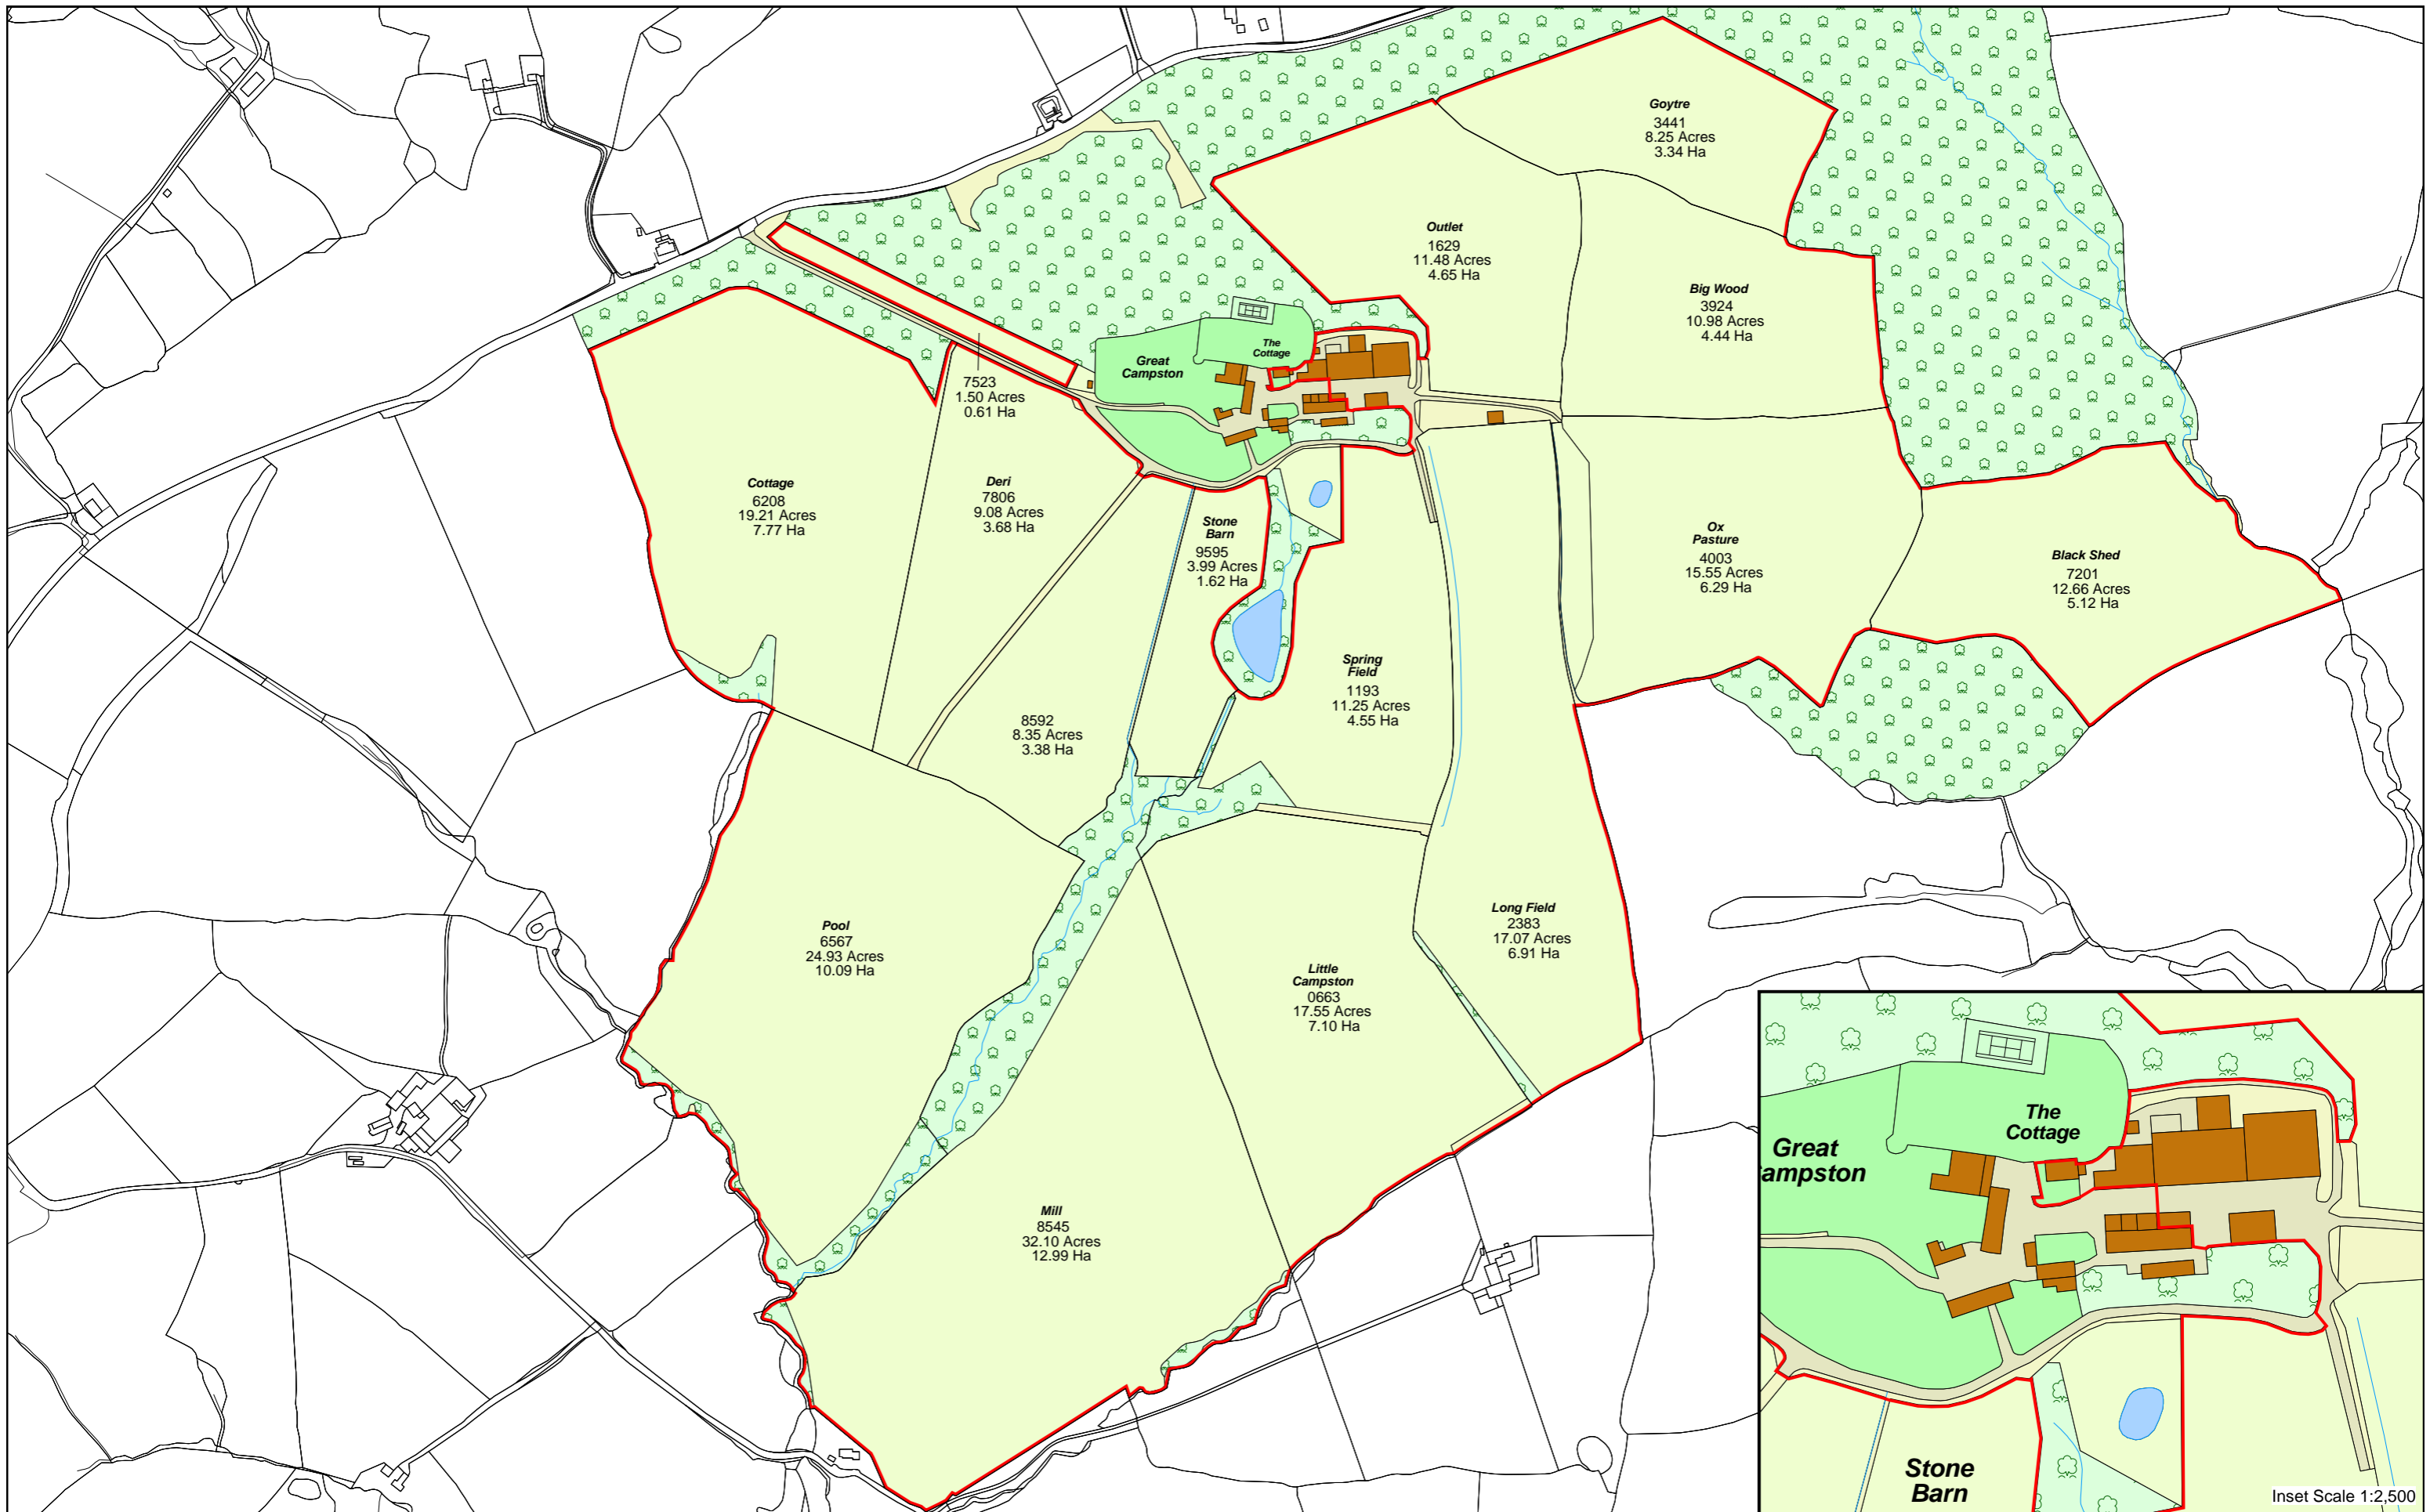 Goytre
3441
8.25 Acres
3.34 Ha
Outlet
1629
11.48 Acres
4.65 Ha
Big Wood
3924
10.98 Acres
4.44 Ha
The
Cottage
Great
Campston
7523
1.50 Acres
0.61 Ha
Cottage
6208
19.21 Acres
7.77 Ha
Deri
7806
9.08 Acres
3.68 Ha
Stone
Barn
9595
3.99 Acres
1.62 Ha
Ox
Pasture
4003
15.55 Acres
6.29 Ha
Black Shed
7201
12.66 Acres
5.12 Ha
Spring
Field
1193
11.25 Acres
4.55 Ha
8592
8.35 Acres
3.38 Ha
Pool
6567
24.93 Acres
10.09 Ha
Long Field
2383
17.07 Acres
6.91 Ha
Little
Campston
0663
17.55 Acres
7.10 Ha
Mill
8545
32.10 Acres
12.99 Ha
The
Cottage
Great
ampston
Stone
Barn
Inset Scale 1:2,500